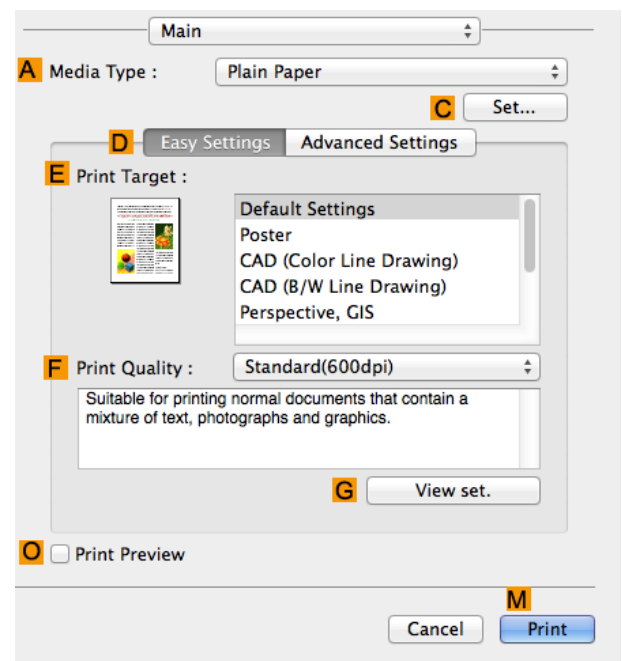 Main
A Media Type : Plain Paper
C Set...
D Easy Settings Advanced Settings
E Print Target :
Default Settings
Poster
CAD (Color Line Drawing)
CAD (B/W Line Drawing)
Perspective, GIS
F Print Quality : Standard(600dpi)
Suitable for printing normal documents that contain a
mixture of text, photographs and graphics.
G View set.
O Print Preview
M
Cancel Print